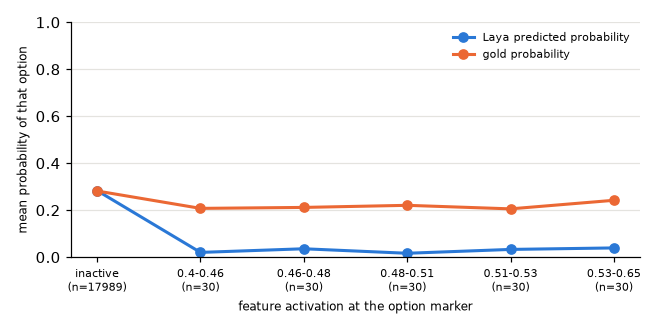 mean probability of that option
1.0
0.8
0.6
0.4
0.2
0.0
Laya predicted probability
gold probability
inactive
(n=17989)
0.4-0.46
(n=30)
0.46-0.48
(n=30)
0.48-0.51
(n=30)
0.51-0.53
(n=30)
0.53-0.65
(n=30)
feature activation at the option marker